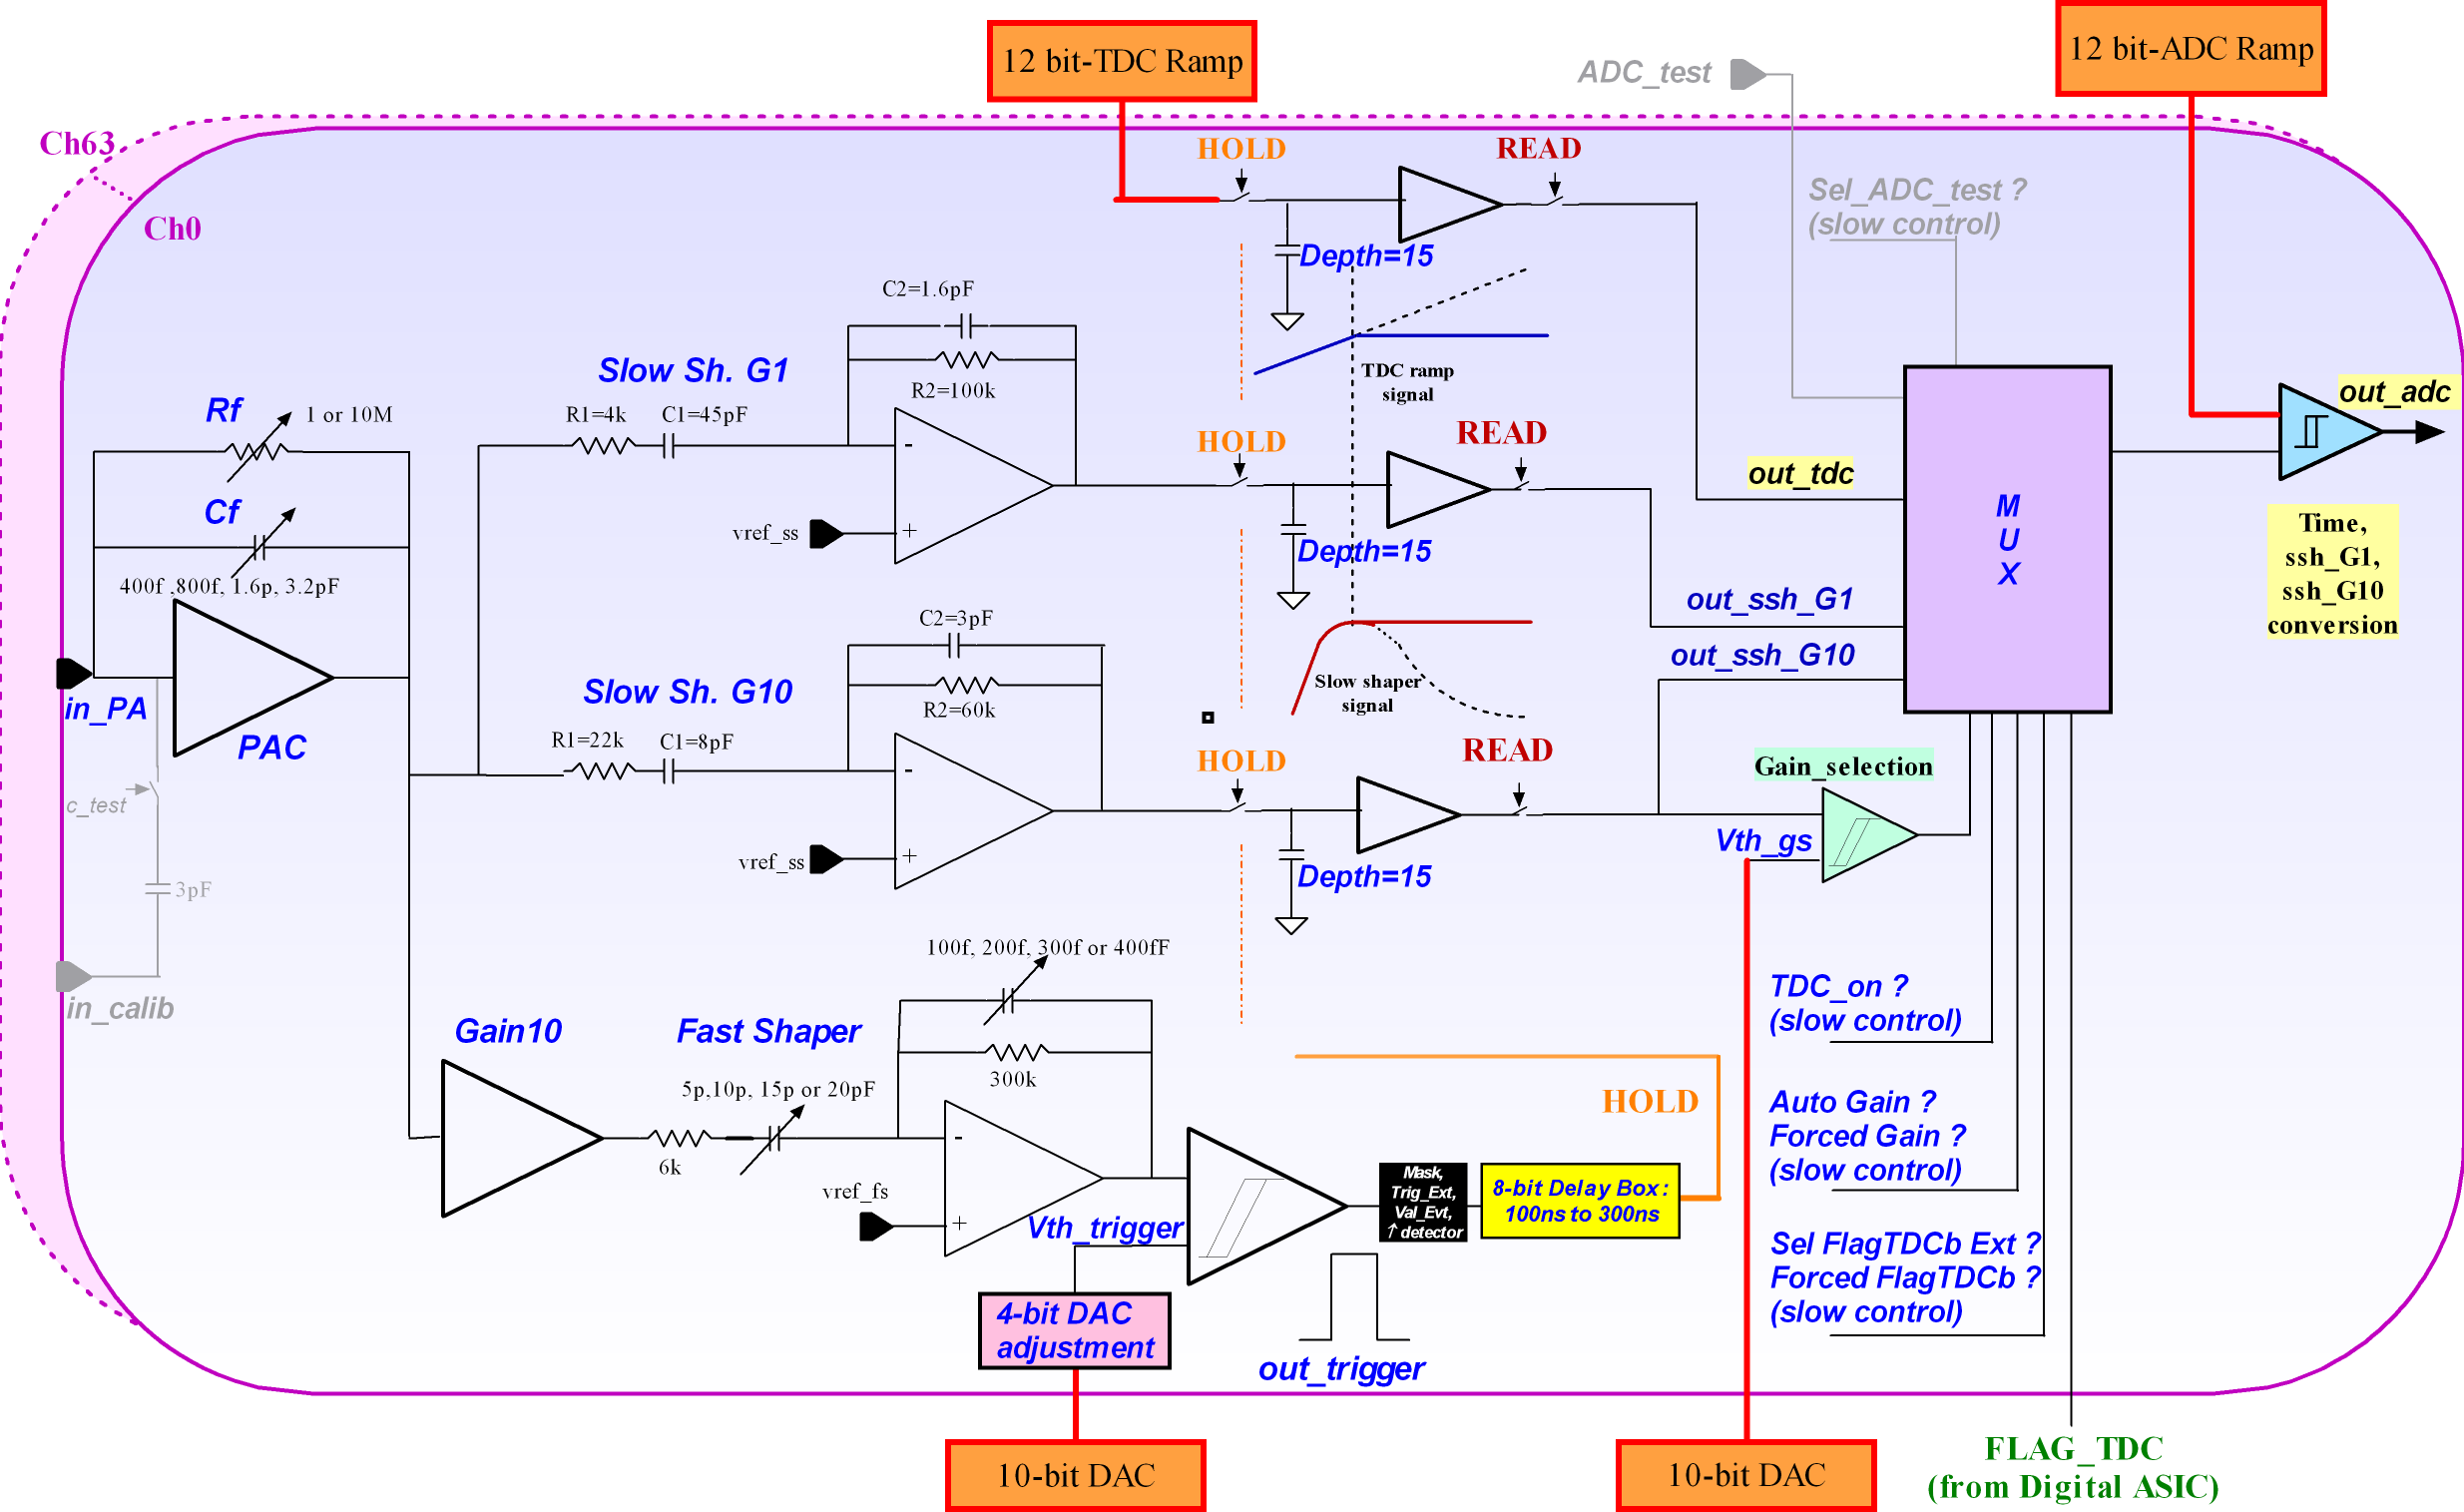 12 bit-TDC Ramp
12 bit-ADC Ramp
ADC_test
Ch63
Ch0
HOLD
READ
Sel_ADC_test ?
(slow control)
Depth=15
C2=1.6pF
R2=100k
Slow Sh. G1
R1=4k
C1=45pF
TDC ramp
signal
Rf
1 or 10M
Cf
400f ,800f, 1.6p, 3.2pF
HOLD
READ
vref_ss
-
+
Depth=15
out_tdc
out_ssh_G1
out_ssh_G10
M
U
X
out_adc
Time,
ssh_G1,
ssh_G10
conversion
in_PA
PAC
C2=3pF
R2=60k
Slow Sh. G10
R1=22k
C1=8pF
Slow shaper
signal
HOLD
READ
vref_ss
-
+
Depth=15
Gain_selection
Vth_gs
c_test
3pF
in_calib
100f, 200f, 300f or 400fF
300k
Gain10
Fast Shaper
5p,10p, 15p or 20pF
6k
vref_fs
-
+
Vth_trigger
HOLD
Mask,
Trig_Ext,
Val_Evt,
↑ detector
8-bit Delay Box :
100ns to 300ns
4-bit DAC
adjustment
out_trigger
TDC_on ?
(slow control)
Auto Gain ?
Forced Gain ?
(slow control)
Sel FlagTDCb Ext ?
Forced FlagTDCb ?
(slow control)
10-bit DAC
10-bit DAC
FLAG_TDC
(from Digital ASIC)